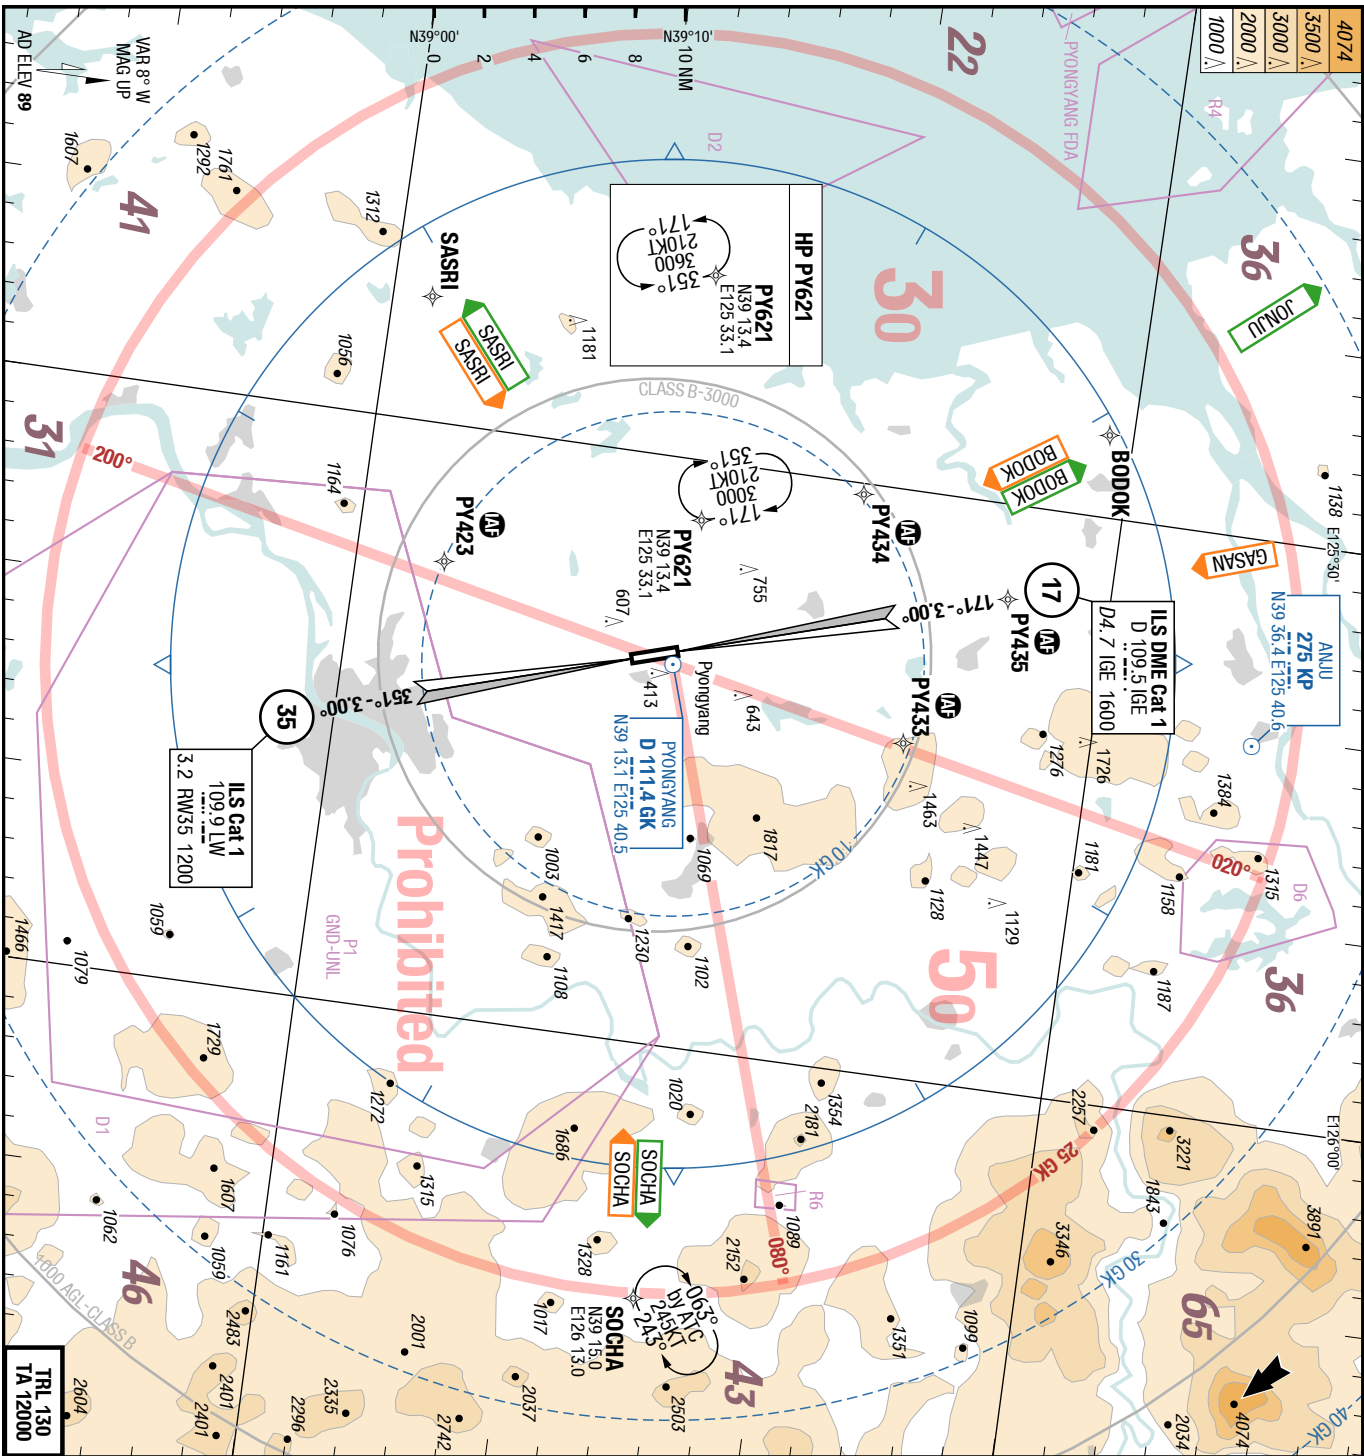 4074
3500
3000
2000
1000
VAR 8° W
MAG UP
AD ELEV 89
N39°00'
N39°10'
0
2
4
6
8
10 NM
E125°30'
E126°00'
22
30
36
36
41
31
50
65
43
46
PYONGYANG FDA
R4
D2
D6
R6
D1
P1
GND-UNL
Prohibited
HP PY621
PY621
N39 13.4
E125 33.1
351°
3600
210KT
171°
PY621
N39 13.4
E125 33.1
171°
3000
210KT
351°
CLASS B-3000
SASRI
SASRI
SASRI
BODOK
BODOK
BODOK
JONJU
GASAN
SOCHA
SOCHA
SOCHA
N39 15.0
E126 13.0
063°
by ATC
245KT
243°
IAF
PY423
IAF
PY434
IAF
PY435
IAF
PY433
17
ILS DME Cat 1
D 109.5 IGE
D4.7 IGE 1600
171°-3.00°
35
ILS Cat 1
109.9 LW
3.2 RW35 1200
351°-3.00°
ANJU
275 KP
N39 36.4 E125 40.6
PYONGYANG
D 111.4 GK
N39 13.1 E125 40.5
Pyongyang
200°
020°
080°
10 GK
25 GK
30 GK
40 GK
1000 AGL-CLASS B
1607
1292
1761
1312
1056
1181
1164
1138
755
607
413
643
1276
1726
1384
1463
1447
1817
1069
1003
1417
1230
1108
1102
1128
1129
1181
1158
1315
1187
1059
1079
1466
1729
1272
1686
1020
1354
2181
2257
3221
1843
3891
3346
1089
2152
1315
1607
1076
1062
1059
1161
1328
1017
2483
2001
2401
2401
2335
2296
2742
2037
2503
1351
1099
2034
4074
2604
TRL 130
TA 12000